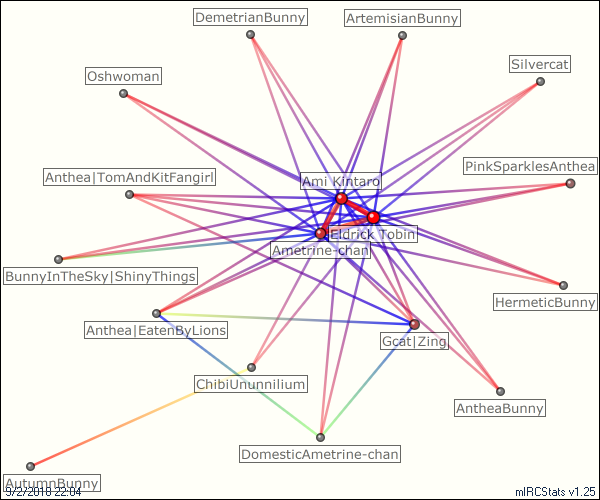 DemetrianBunny
ArtemisianBunny
Silvercat
Oshwoman
PinkSparklesAnthea
Anthea|TomAndKitFangirl
Ami Kintaro
Eldrick Tobin
Ametrine-chan
BunnyInTheSky|ShinyThings
HermeticBunny
Anthea|EatenByLions
Gcat|Zing
ChibiUnunnilium
AntheaBunny
DomesticAmetrine-chan
AutumnBunny
9/2/2010 22:04
mIRCStats v1.25